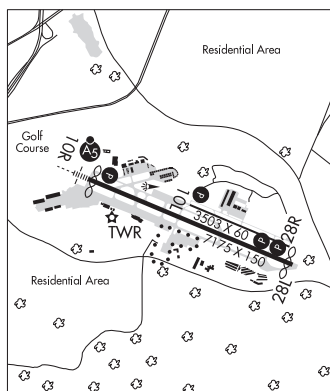 Residential Area
Golf
Course
10R
A5
P
P
10L
3503 X 60
P
P
28R
7175 X 150
TWR
28L
Residential Area